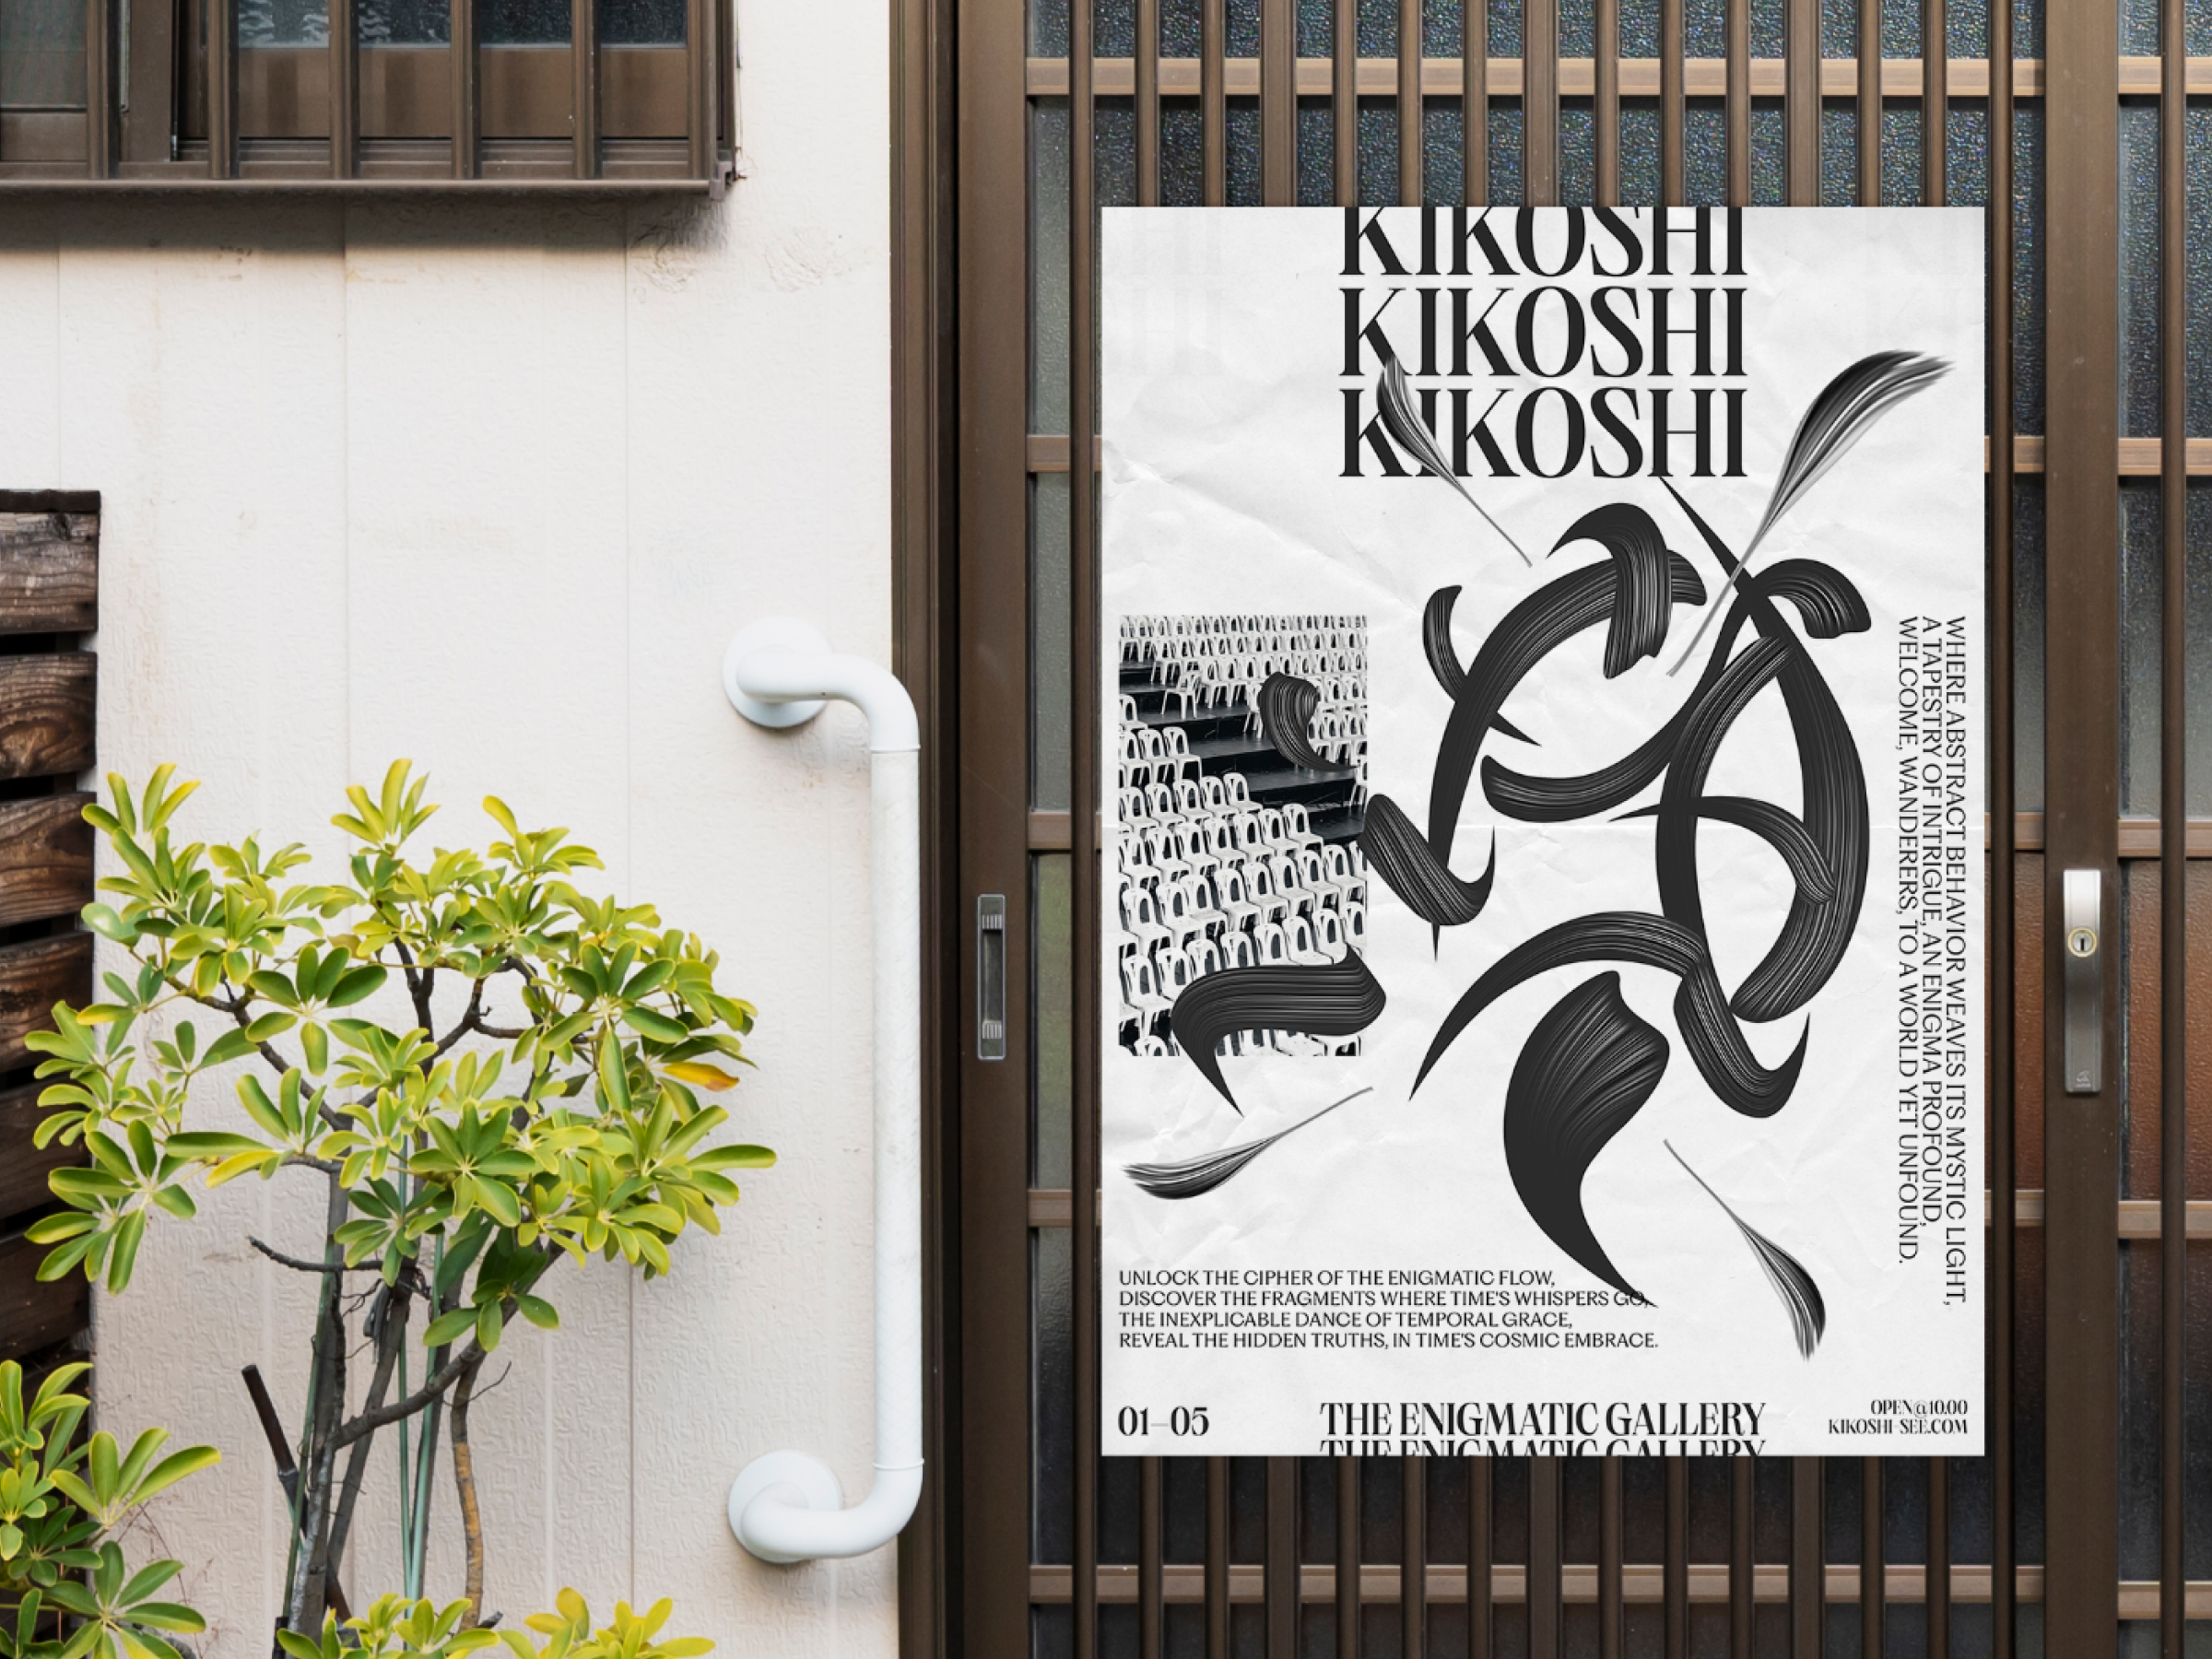 KIKOSHI
KIKOSHI
KIKOSHI
WHERE ABSTRACT BEHAVIOR WEAVES ITS MYSTIC LIGHT,
A TAPESTRY OF INTRIGUE, AN ENIGMA PROFOUND,
WELCOME, WANDERERS, TO A WORLD YET UNFOUND.
UNLOCK THE CIPHER OF THE ENIGMATIC FLOW,
DISCOVER THE FRAGMENTS WHERE TIME'S WHISPERS GO,
THE INEXPLICABLE DANCE OF TEMPORAL GRACE,
REVEAL THE HIDDEN TRUTHS, IN TIME'S COSMIC EMBRACE.
01—05
THE ENIGMATIC GALLERY
THE ENIGMATIC GALLERY
OPEN@10.00
KIKOSHI-SEE.COM